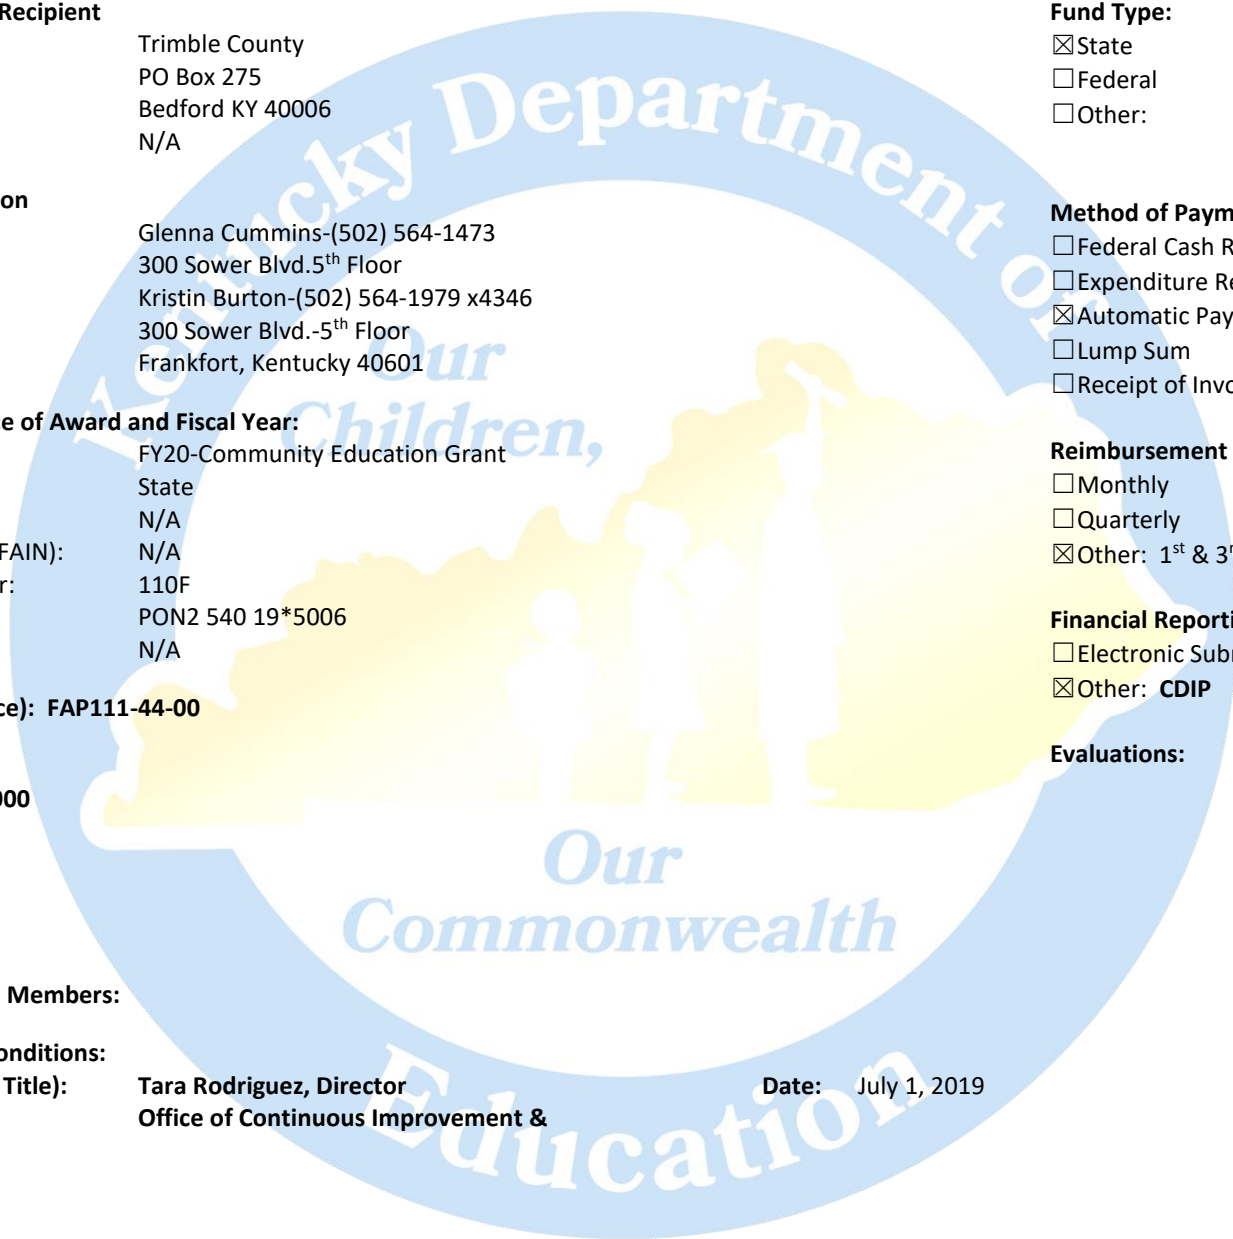 Recipient
Trimble County
PO Box 275
Bedford KY 40006
N/A
on
Glenna Cummins-(502) 564-1473
300 Sower Blvd.5th Floor
Kristin Burton-(502) 564-1979 x4346
300 Sower Blvd.-5th Floor
Frankfort, Kentucky 40601
e of Award and Fiscal Year:
FY20-Community Education Grant
State
N/A
FAIN): N/A
r: 110F
PON2 540 19*5006
N/A
ce): FAP111-44-00
000
Members:
onditions:
Title): Tara Rodriguez, Director Date: July 1, 2019
Office of Continuous Improvement &
Fund Type:
☒State
☐Federal
☐Other:
Method of Paym
☐Federal Cash R
☐Expenditure Re
☒Automatic Pay
☐Lump Sum
☐Receipt of Invo
Reimbursement
☐Monthly
☐Quarterly
☒Other: 1st & 3r
Financial Reporti
☐Electronic Sub
☒Other: CDIP
Evaluations:
Kentucky Department of
Education
Our
Children,
Our
Commonwealth